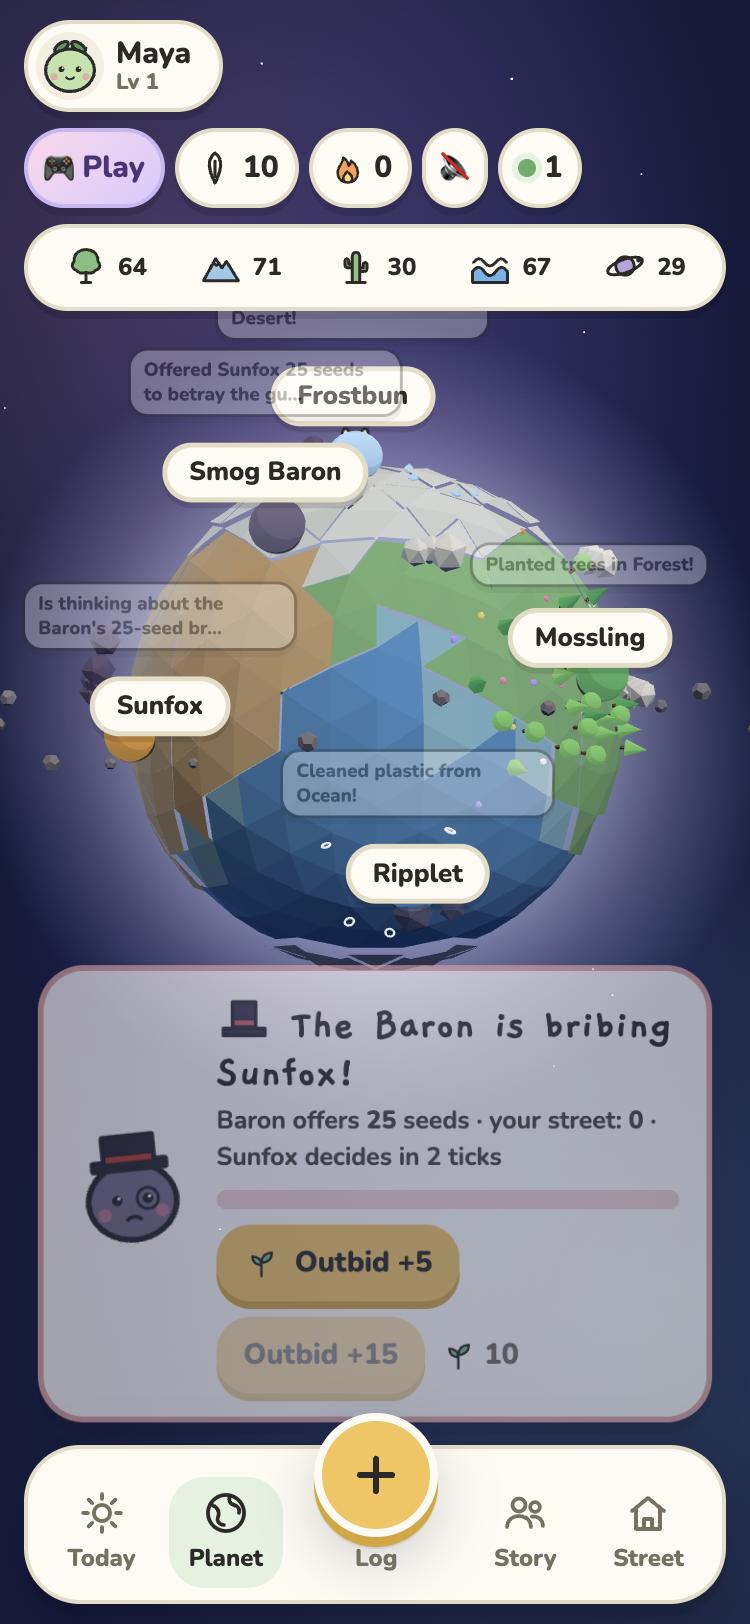 Maya
Lv 1
Play
10
0
1
64
71
30
67
29
Desert!
Offered Sunfox 25 seeds
to betray the gu...
Frostbun
Smog Baron
Planted trees in Forest!
Is thinking about the
Baron's 25-seed br...
Mossling
Sunfox
Cleaned plastic from
Ocean!
Ripplet
The Baron is bribing
Sunfox!
Baron offers 25 seeds · your street: 0 ·
Sunfox decides in 2 ticks
Outbid +5
Outbid +15
10
Today
Planet
Log
Story
Street